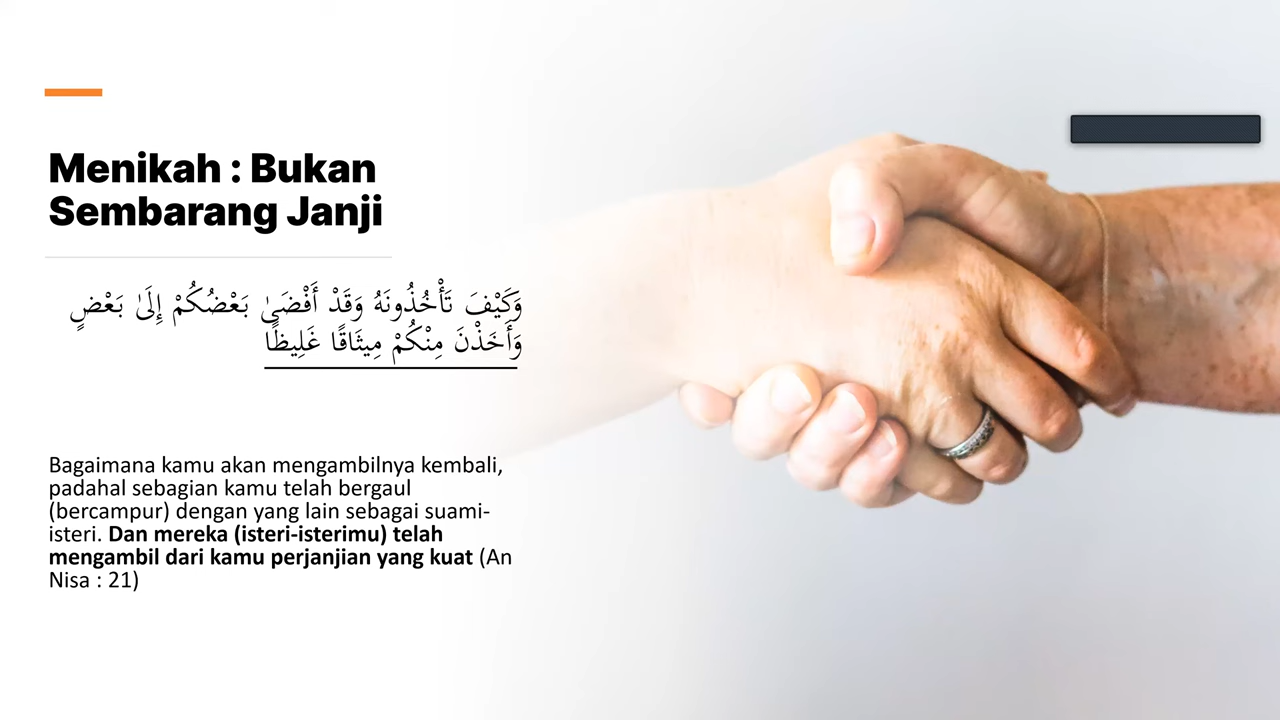 Menikah : Bukan
Sembarang Janji
وَكَيْفَ تَأْخُذُونَهُ وَقَدْ أَفْضَىٰ بَعْضُكُمْ إِلَىٰ بَعْضٍ
وَأَخَذْنَ مِنْكُمْ مِيثَاقًا غَلِيظًا
Bagaimana kamu akan mengambilnya kembali,
padahal sebagian kamu telah bergaul
(bercampur) dengan yang lain sebagai suami-
isteri. Dan mereka (isteri-isterimu) telah
mengambil dari kamu perjanjian yang kuat (An
Nisa : 21)